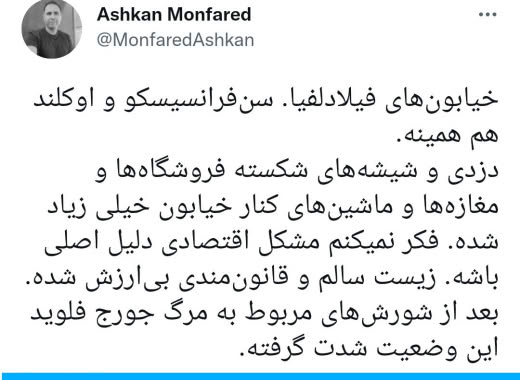 Ashkan Monfared
@MonfaredAshkan
خیابون‌های فیلادلفیا. سن‌فرانسیسکو و اوکلند
هم همینه.
دزدی و شیشه‌های شکسته فروشگاه‌ها و
مغازه‌ها و ماشین‌های کنار خیابون خیلی زیاد
شده. فکر نمیکنم مشکل اقتصادی دلیل اصلی
باشه. زیست سالم و قانون‌مندی بی‌ارزش شده.
بعد از شورش‌های مربوط به مرگ جورج فلوید
این وضعیت شدت گرفته.